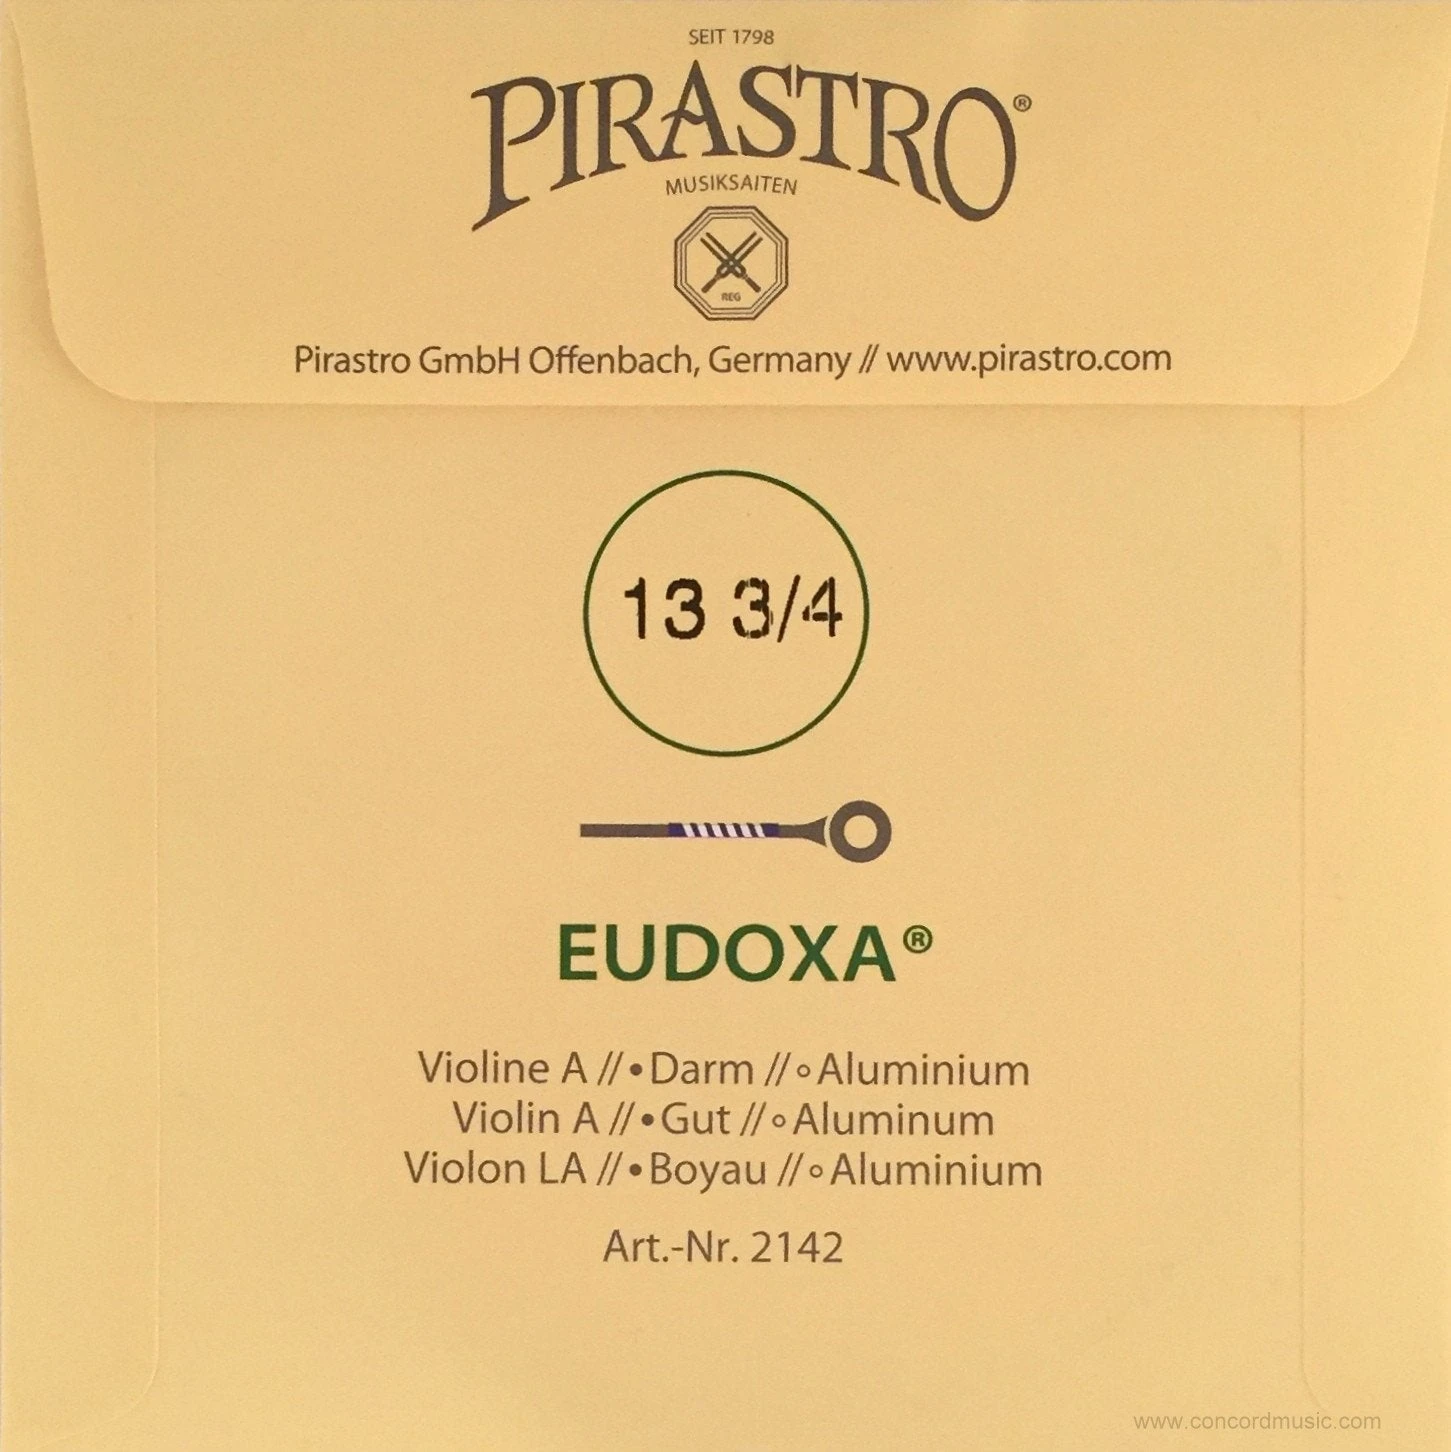 SEIT 1798
PIRASTRO®
MUSIKSAITEN
REG
Pirastro GmbH Offenbach, Germany // www.pirastro.com
13 3/4
EUDOXA®
Violine A //•Darm //∘Aluminium
Violin A //•Gut //∘Aluminum
Violon LA //•Boyau //∘Aluminium
Art.-Nr. 2142
www.concordmusic.com